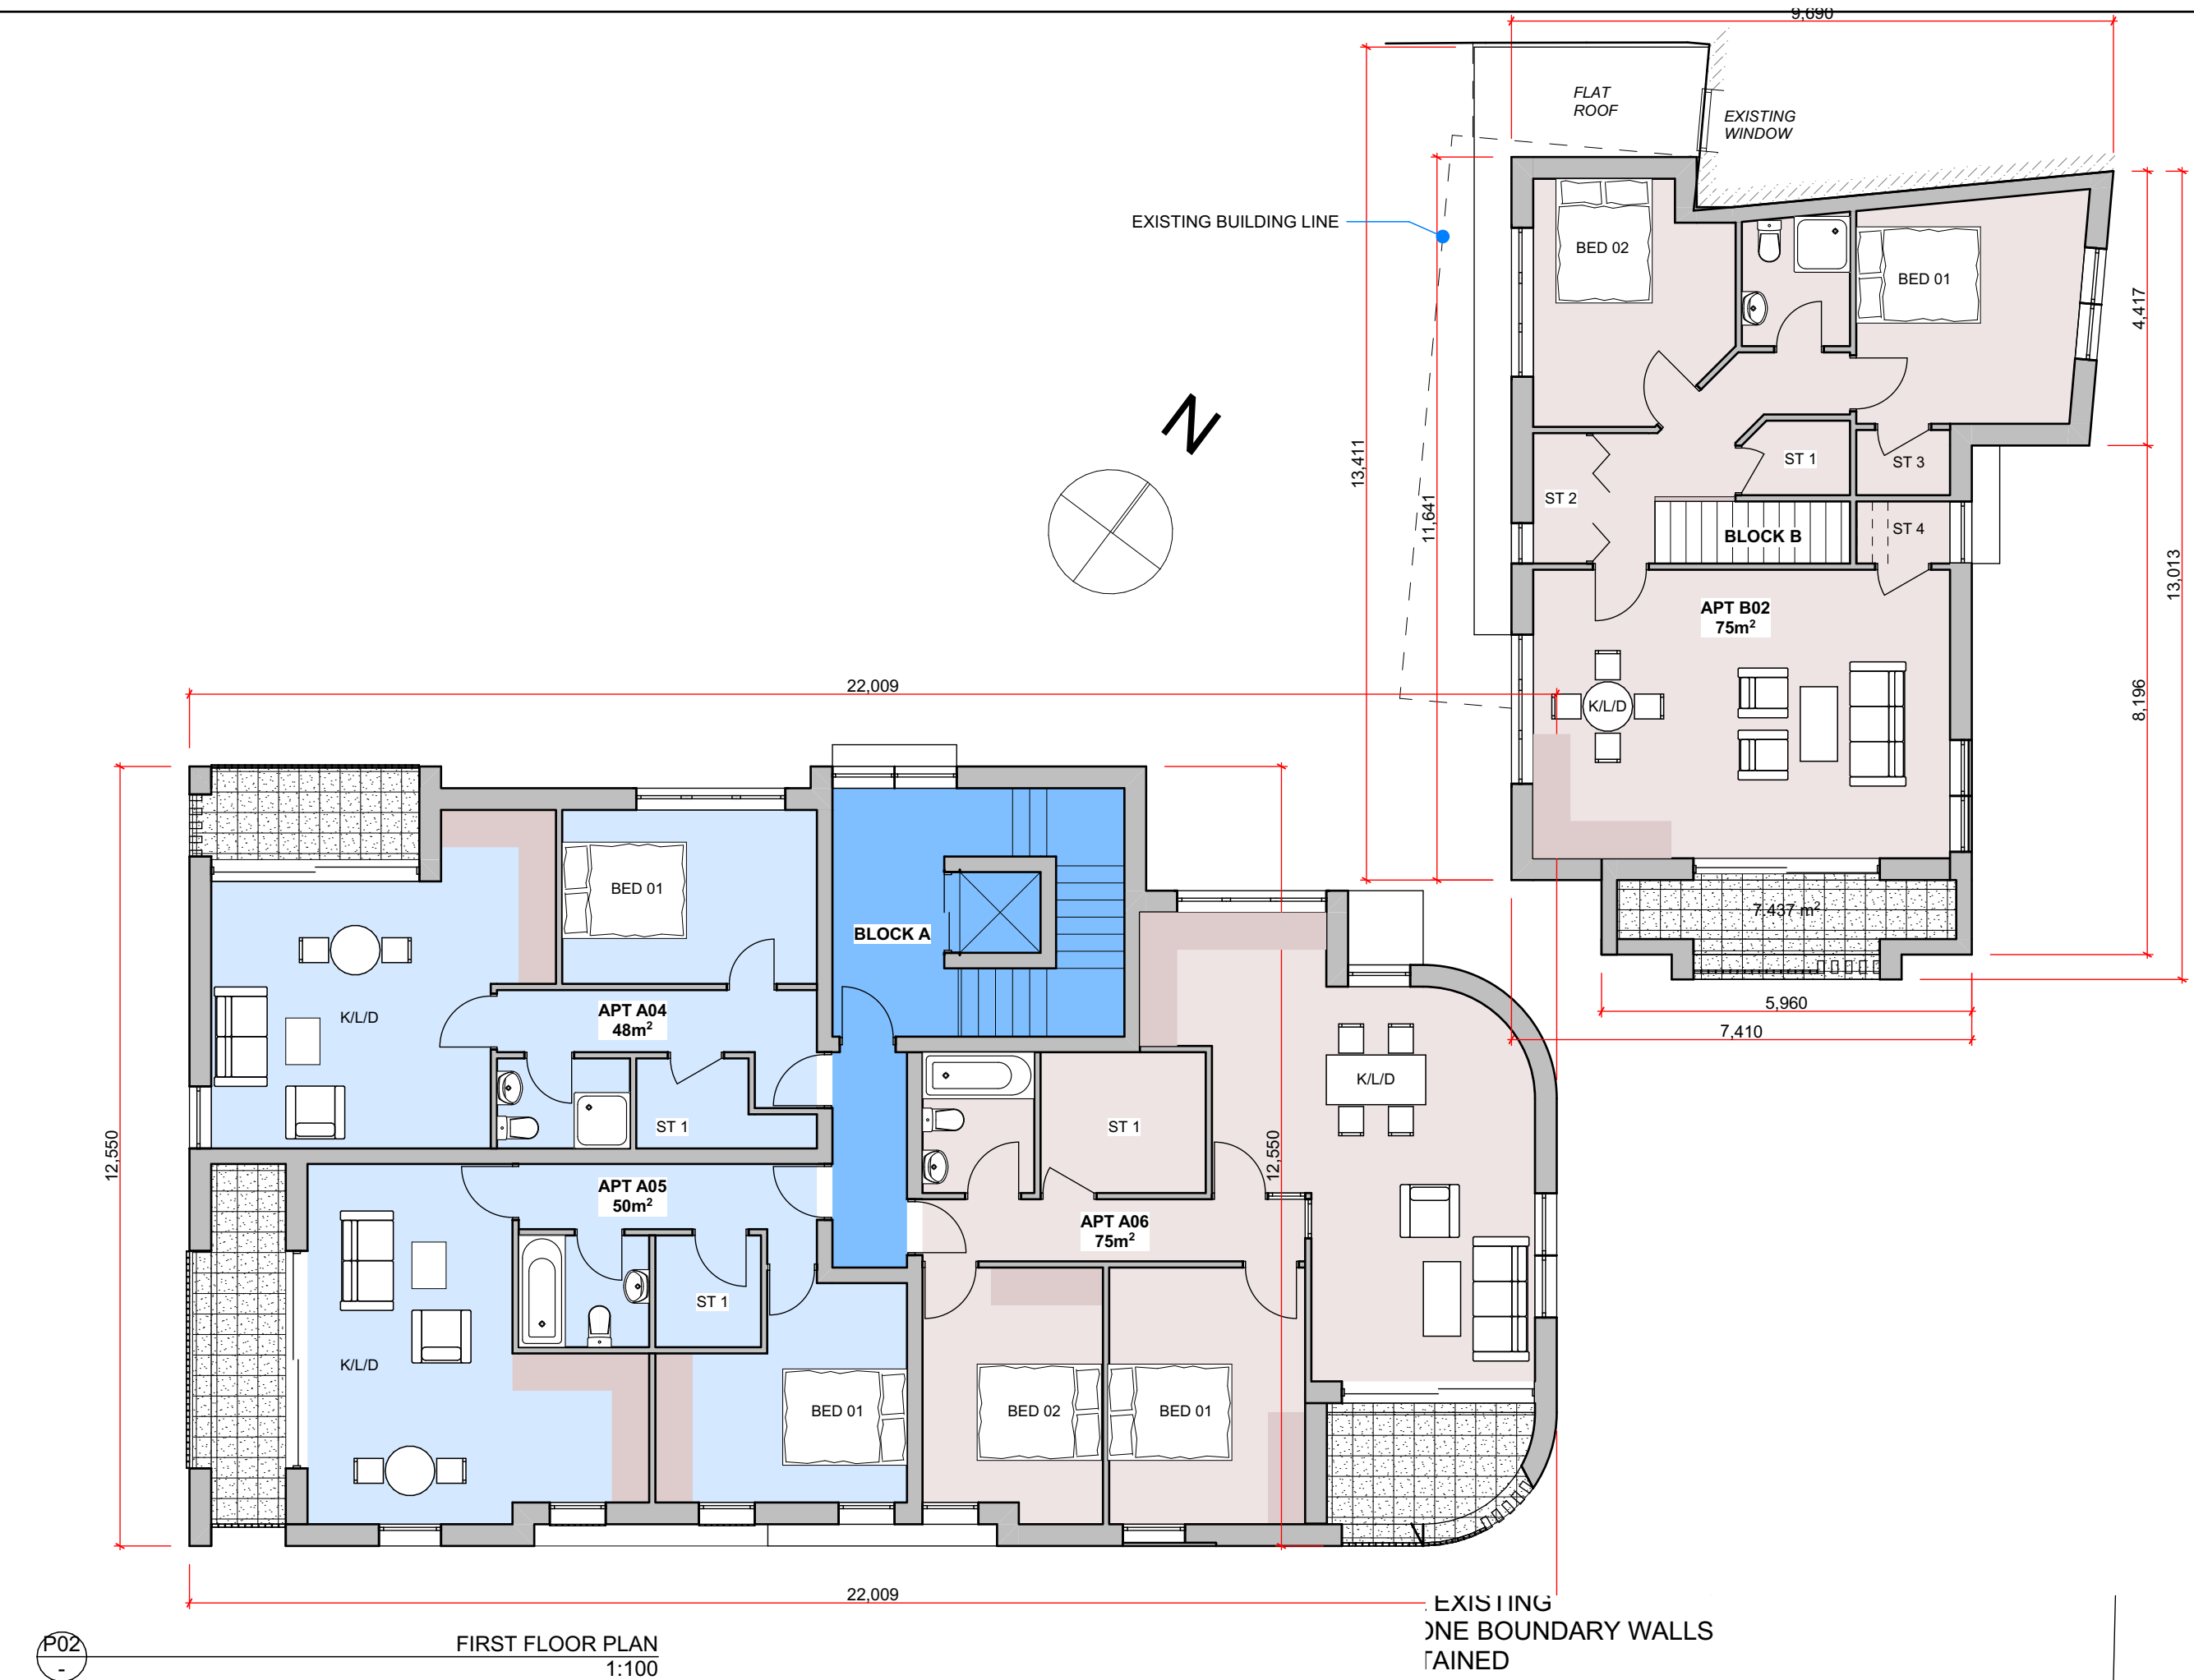 9,690
FLAT
ROOF
EXISTING
WINDOW
EXISTING BUILDING LINE
BED 02
BED 01
4,417
N
13,411
11,641
ST 1
ST 3
ST 2
BLOCK B
ST 4
13,013
APT B02
75m²
8,196
22,009
K/L/D
BED 01
BLOCK A
7.437 m²
5,960
7,410
K/L/D
APT A04
48m²
K/L/D
ST 1
ST 1
12,550
12,550
APT A05
50m²
APT A06
75m²
ST 1
K/L/D
BED 01
BED 02
BED 01
22,009
EXISTING
ONE BOUNDARY WALLS
TAINED
P02
-
FIRST FLOOR PLAN
1:100